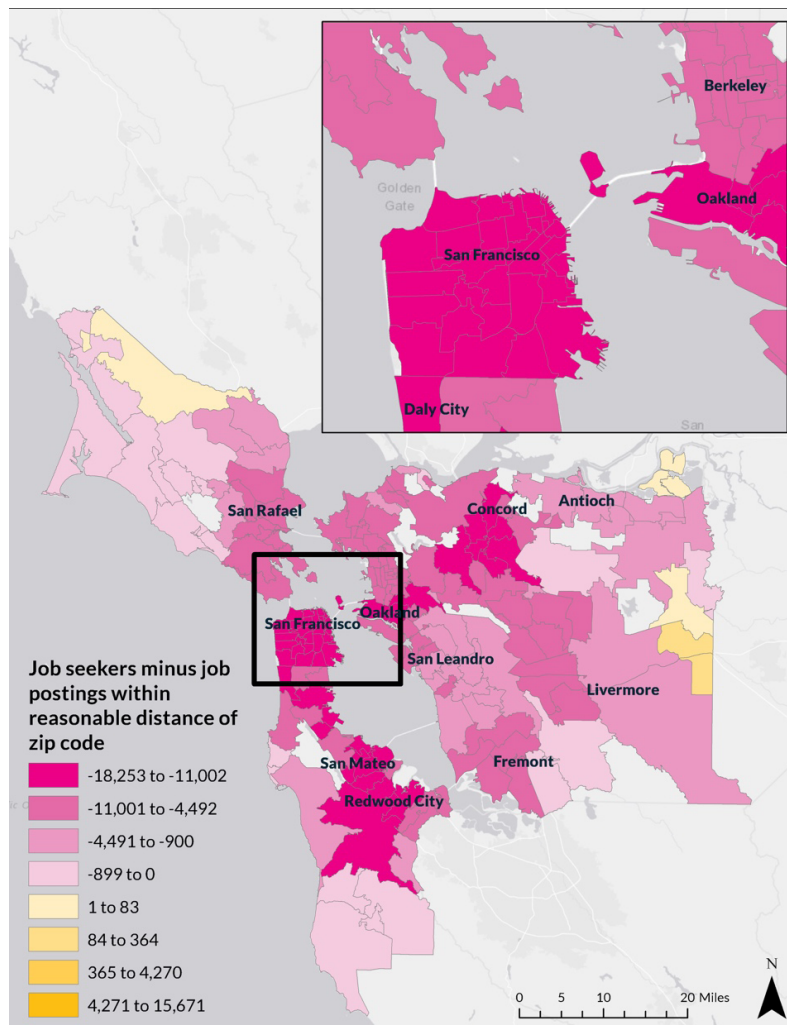 Berkeley
Golden
Gate
Oakland
San Francisco
Daly City
San
San Rafael
Concord
Antioch
Oakland
San Francisco
San Leandro
Livermore
San Mateo
Fremont
Redwood City
Job seekers minus job
postings within
reasonable distance of
zip code
-18,253 to -11,002
-11,001 to -4,492
-4,491 to -900
-899 to 0
1 to 83
84 to 364
365 to 4,270
4,271 to 15,671
N
0 5 10 20 Miles